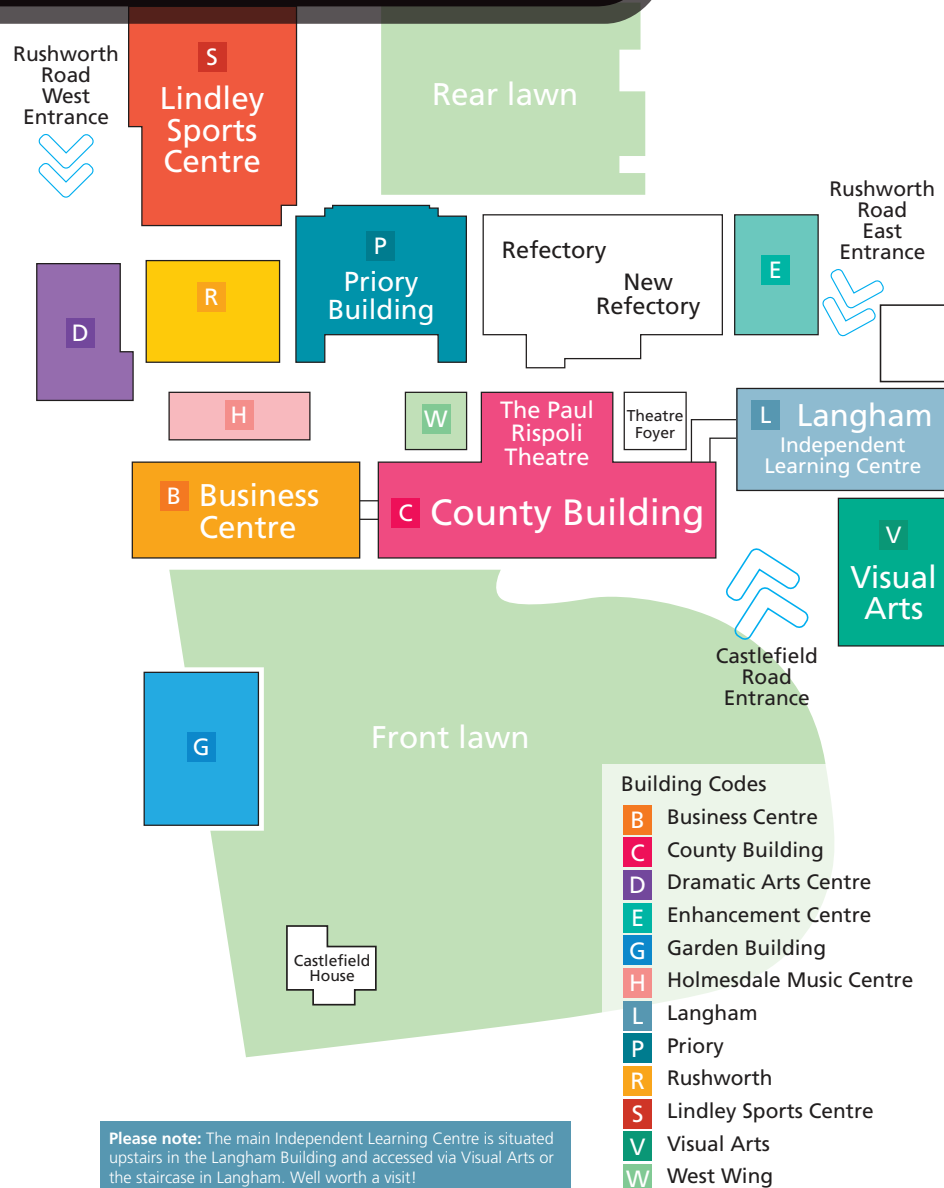 Rushworth
Road
West
Entrance
S
Lindley
Sports
Centre
Rear lawn
Rushworth
Road
East
Entrance
P
Priory
Building
Refectory
New
Refectory
E
D
R
H
W
The Paul
Rispoli
Theatre
Theatre
Foyer
L Langham
Independent
Learning Centre
B Business
Centre
C County Building
V
Visual
Arts
Castlefield
Road
Entrance
G
Front lawn
Castlefield
House
Building Codes
B Business Centre
C County Building
D Dramatic Arts Centre
E Enhancement Centre
G Garden Building
H Holmesdale Music Centre
L Langham
P Priory
R Rushworth
S Lindley Sports Centre
V Visual Arts
W West Wing
Please note: The main Independent Learning Centre is situated
upstairs in the Langham Building and accessed via Visual Arts or
the staircase in Langham. Well worth a visit!